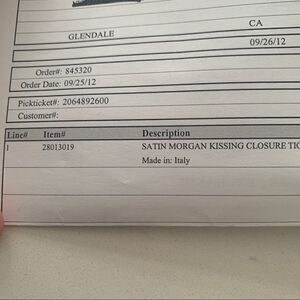 GLENDALE CA
09/26/12
Order#: 845320
Order Date: 09/25/12
Pickticket#: 2064892600
Customer#:
Line# Item# Description
1 28013019 SATIN MORGAN KISSING CLOSURE TIG
Made in: Italy